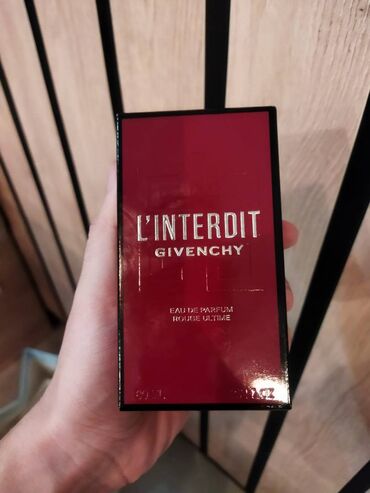 L'INTERDIT
GIVENCHY
EAU DE PARFUM
ROUGE ULTIME